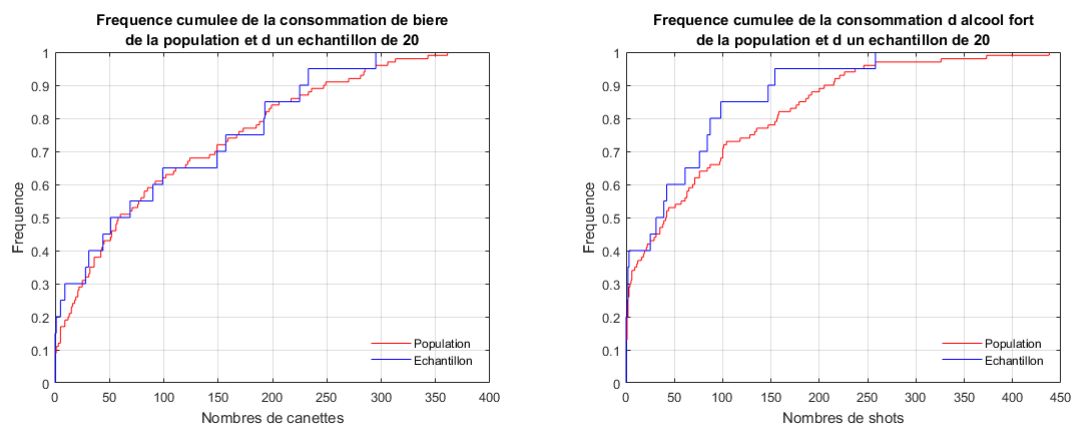 Frequence cumulee de la consommation de biere
de la population et d un echantillon de 20
1
0.9
0.8
0.7
0.6
0.5
0.4
0.3
0.2
0.1
0
Frequence
Population
Echantillon
0 50 100 150 200 250 300 350 400
Nombres de canettes
Frequence cumulee de la consommation d alcool fort
de la population et d un echantillon de 20
1
0.9
0.8
0.7
0.6
0.5
0.4
0.3
0.2
0.1
0
Frequence
Population
Echantillon
0 50 100 150 200 250 300 350 400 450
Nombres de shots